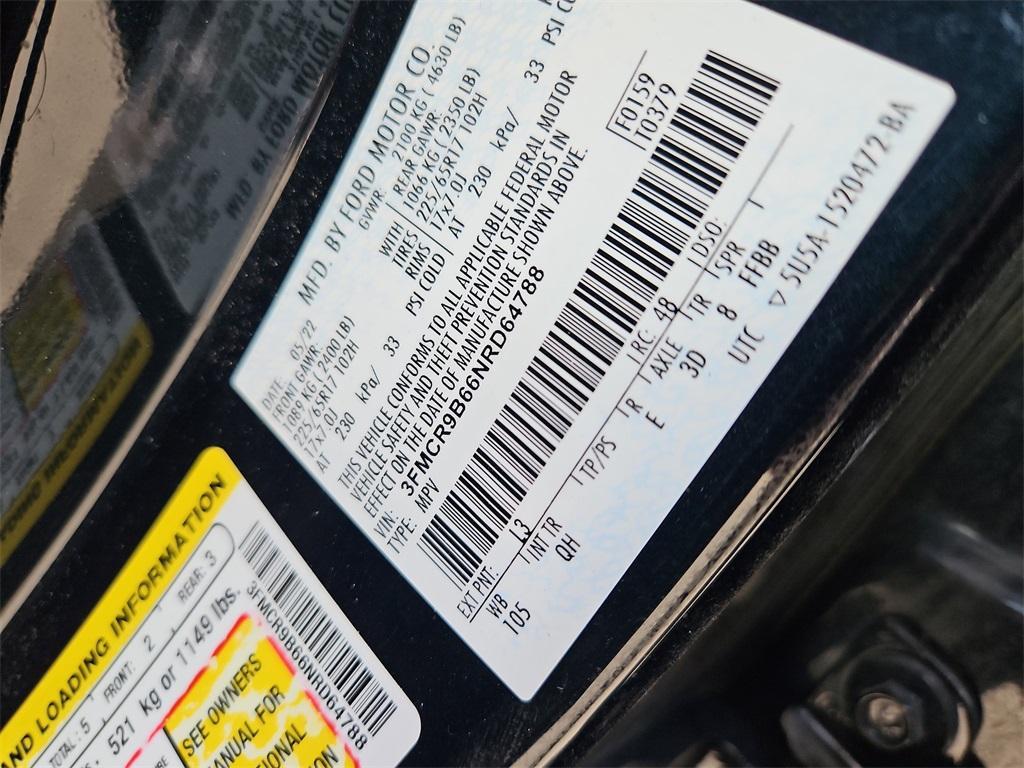 MFD. BY FORD MOTOR CO.
DATE: 05/22
GVWR: 2100 KG ( 4630 LB)
FRONT GAWR:
REAR GAWR:
1089 KG (2400 LB)
WITH
1066 KG ( 2350 LB)
225/65R17 102H
TIRES
225/65R17 102H
17x7.0J
RIMS
17x7.0J
AT 230 kPa/ 33
PSI COLD
AT 230 kPa/ 33
THIS VEHICLE CONFORMS TO ALL APPLICABLE FEDERAL MOTOR
VEHICLE SAFETY AND THEFT PREVENTION STANDARDS IN
EFFECT ON THE DATE OF MANUFACTURE SHOWN ABOVE.
VIN: 3FMCR9B66NRD64788
TYPE: MPV
F0159
T0379
EXT PNT: L3
RC: 48
DSO:
WB
INT TR
TP/PS
R
AXLE
TR
SPR
105
QH
E
3D
8
FFBB
UTC
5U5A-1520472-BA
AND LOADING INFORMATION
TOTAL: 5
FRONT: 2
REAR: 3
521 kg or 1149 lbs.
3FMCR9B66NRD64788
SEE OWNERS
MANUAL FOR